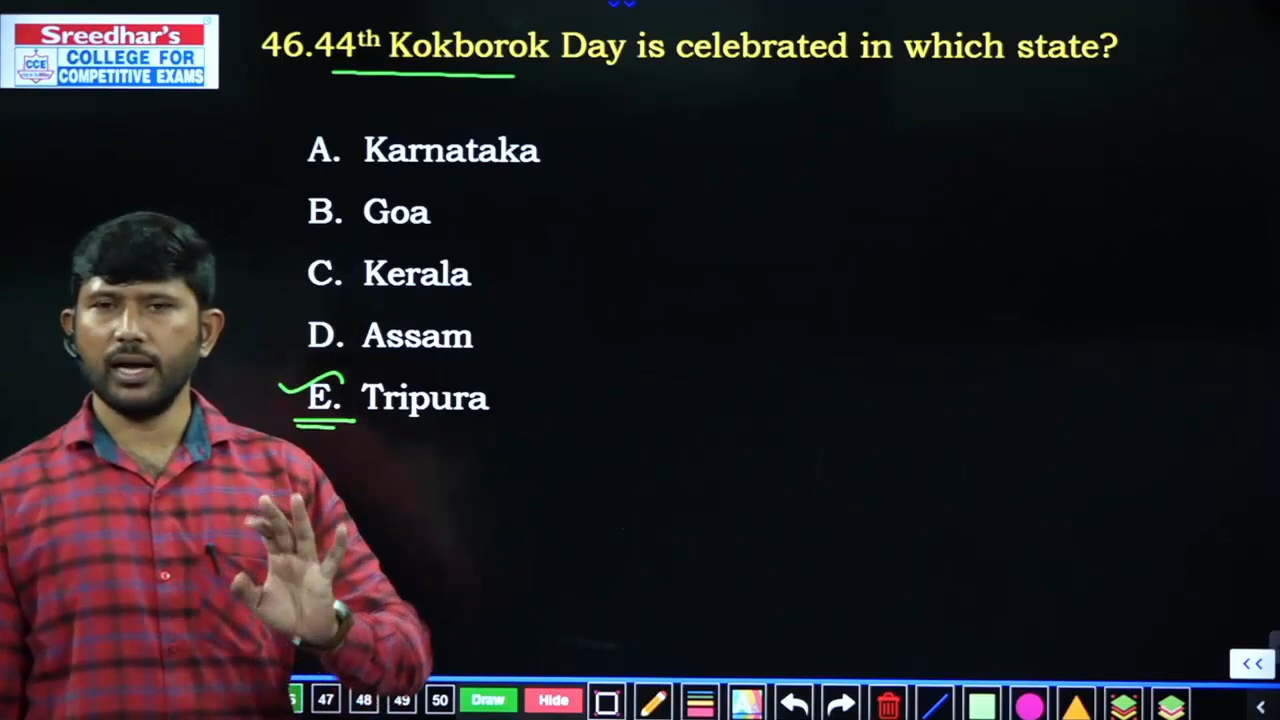 Sreedhar's
CCE
COLLEGE FOR
COMPETITIVE EXAMS
46.44th Kokborok Day is celebrated in which state?
A. Karnataka
B. Goa
C. Kerala
D. Assam
E. Tripura
47 48 49 50 Draw Hide